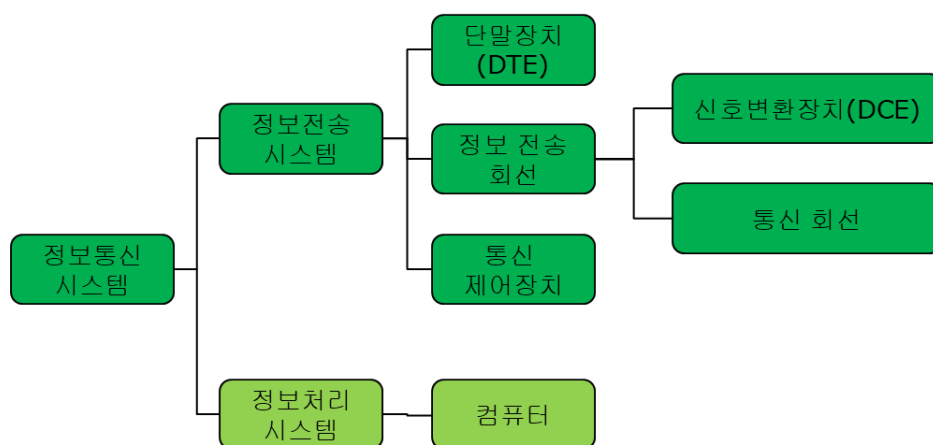 단말장치
(DTE)
정보전송
시스템
신호변환장치(DCE)
정보 전송
회선
통신 회선
정보통신
시스템
통신
제어장치
정보처리
시스템
컴퓨터